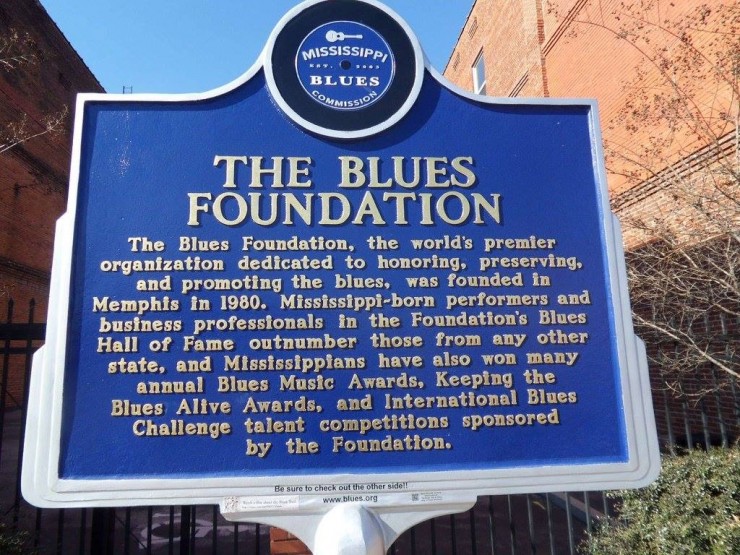 MISSISSIPPI
BLUES
COMMISSION
THE BLUES
FOUNDATION
The Blues Foundation, the world's premier
organization dedicated to honoring, preserving,
and promoting the blues, was founded in
Memphis in 1980. Mississippi-born performers and
business professionals in the Foundation's Blues
Hall of Fame outnumber those from any other
state, and Mississippians have also won many
annual Blues Music Awards, Keeping the
Blues Alive Awards, and International Blues
Challenge talent competitions sponsored
by the Foundation.
Be sure to check out the other side!!
www.blues.org